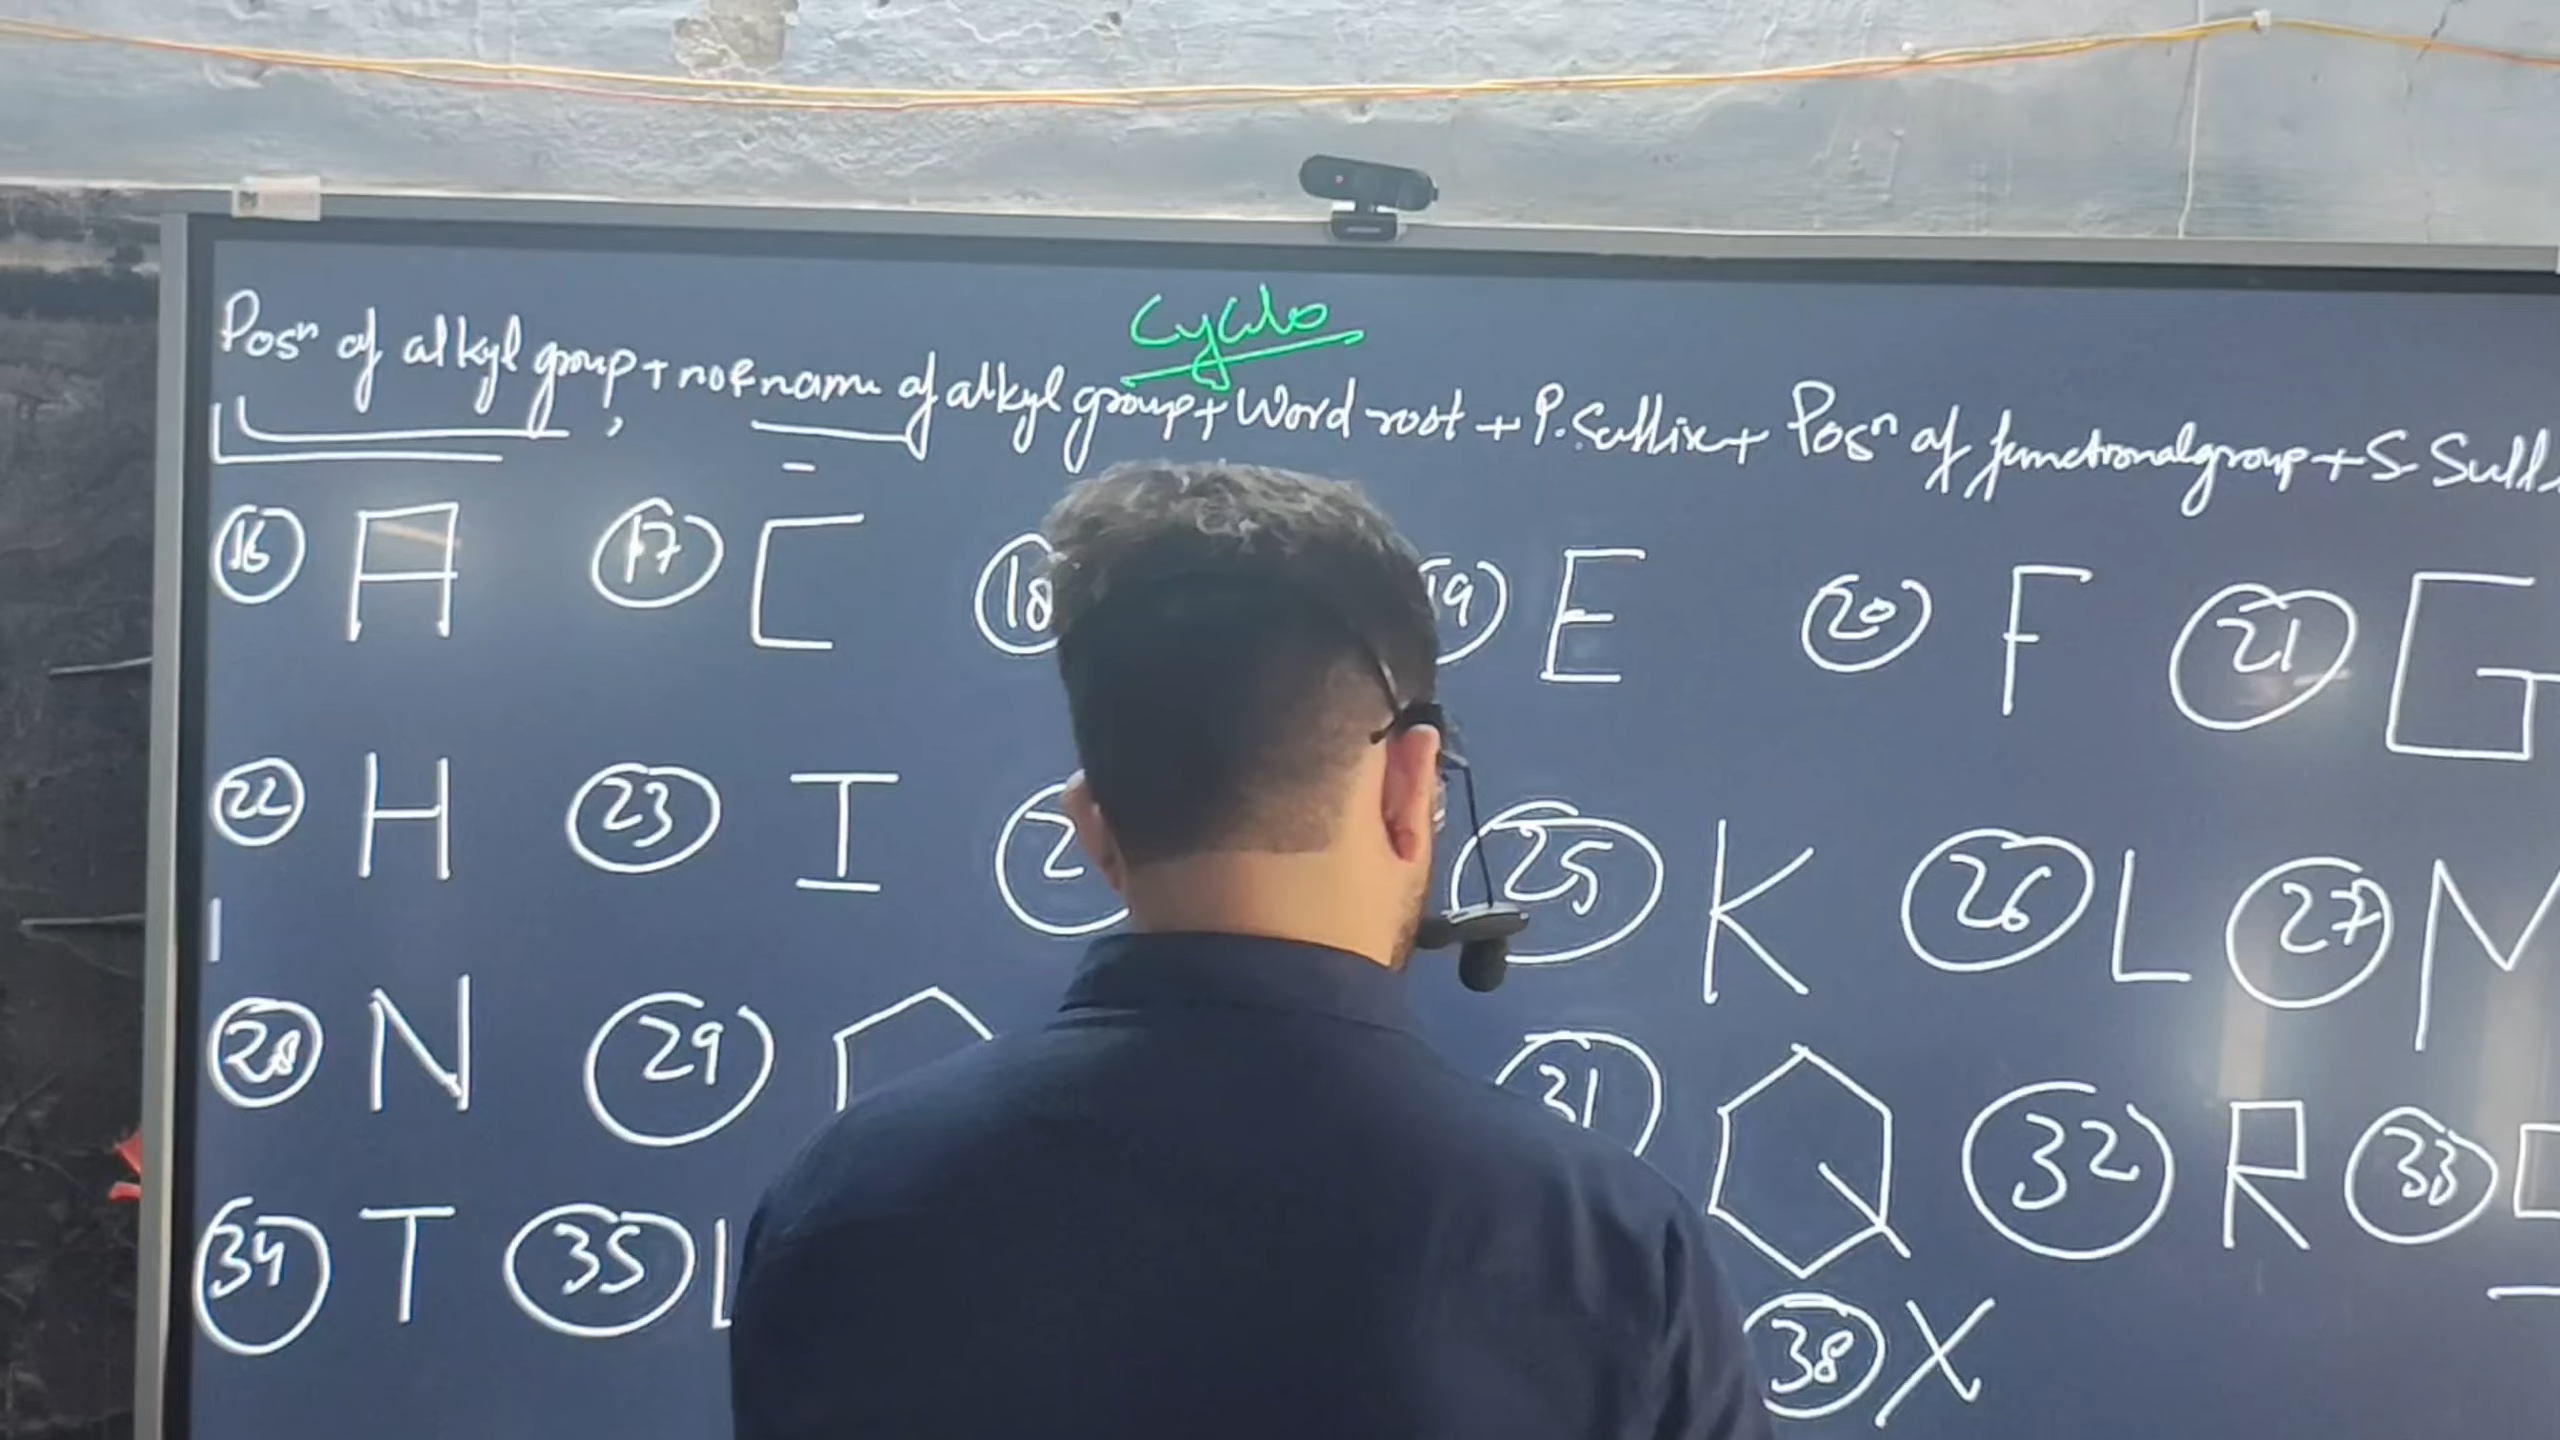 Cyclo
Posⁿ of alkyl group + no & name of alkyl group + Word root + P. Suffix + Posⁿ of functional group + S Suff
16 A 17 C 18 19 E 20 F 21 G
22 H 23 I 25 K 26 L 27 M
28 N 29 31 32 R 33
34 T 35 38 X